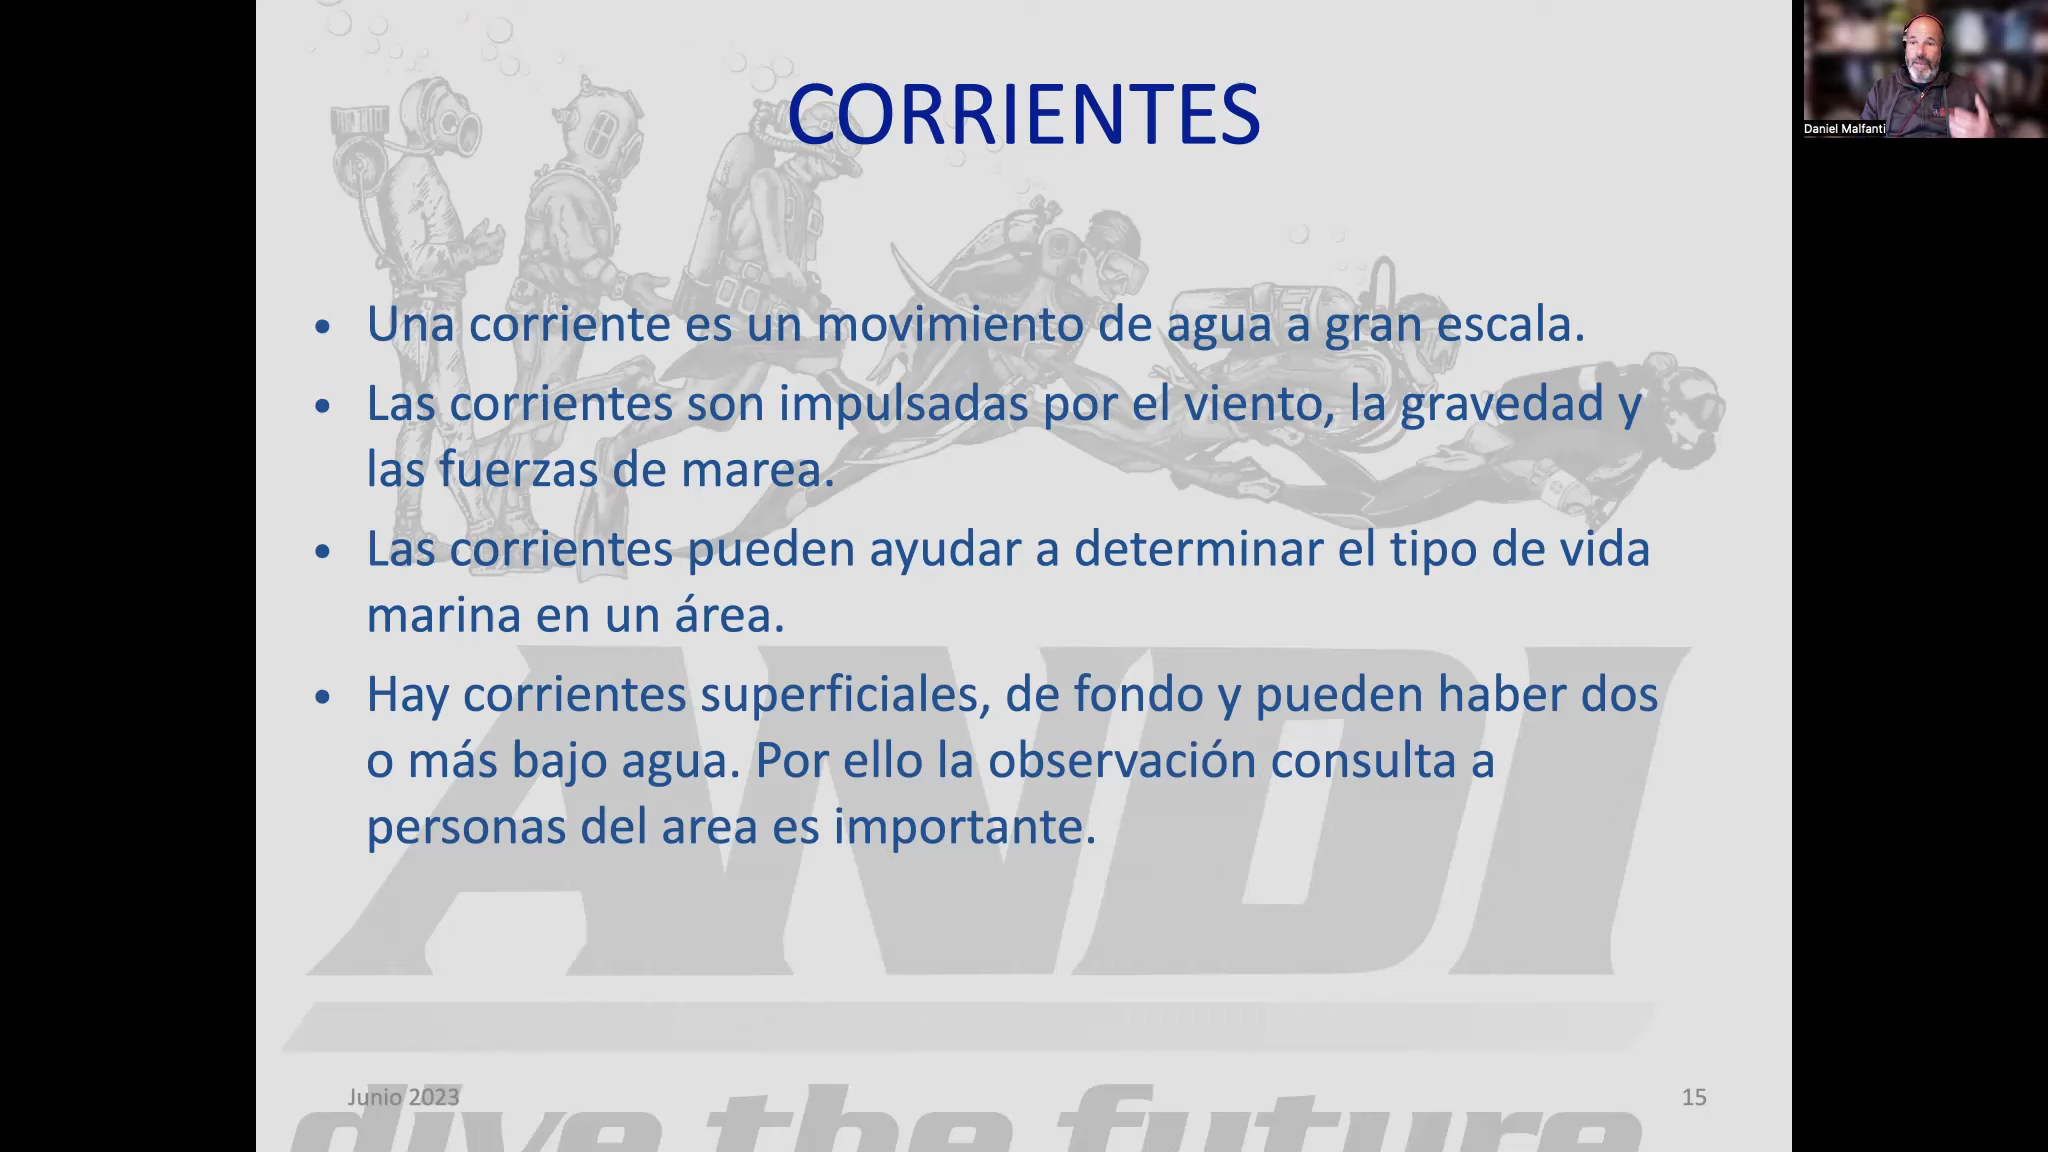 CORRIENTES
Daniel Malfanti
• Una corriente es un movimiento de agua a gran escala.
• Las corrientes son impulsadas por el viento, la gravedad y
las fuerzas de marea.
• Las corrientes pueden ayudar a determinar el tipo de vida
marina en un área.
• Hay corrientes superficiales, de fondo y pueden haber dos
o más bajo agua. Por ello la observación consulta a
personas del area es importante.
ANDI
dive the future
Junio 2023
15